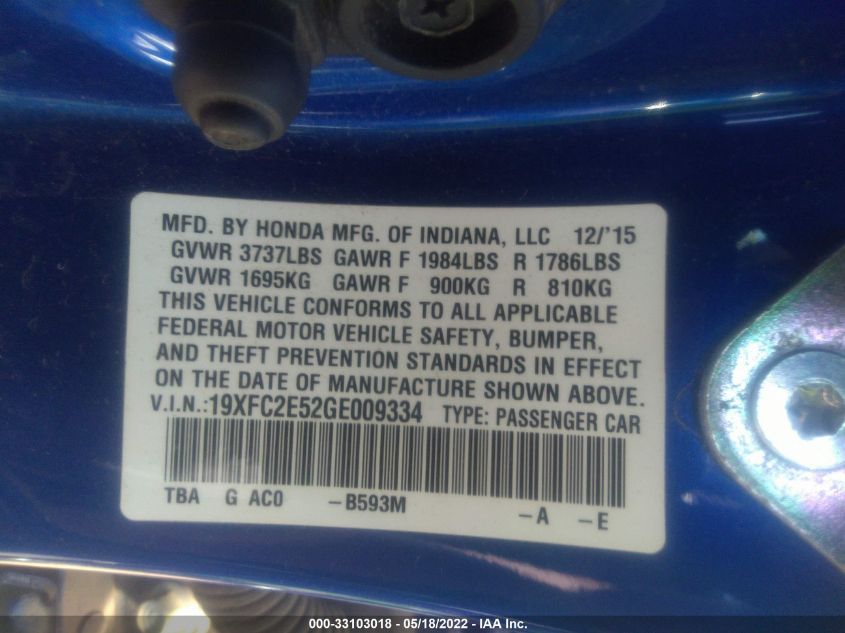 MFD. BY HONDA MFG. OF INDIANA, LLC 12/'15
GVWR 3737LBS GAWR F 1984LBS R 1786LBS
GVWR 1695KG GAWR F 900KG R 810KG
THIS VEHICLE CONFORMS TO ALL APPLICABLE
FEDERAL MOTOR VEHICLE SAFETY, BUMPER,
AND THEFT PREVENTION STANDARDS IN EFFECT
ON THE DATE OF MANUFACTURE SHOWN ABOVE.
V.I.N.:19XFC2E52GE009334 TYPE: PASSENGER CAR
TBA G AC0 –B593M –A –E
000-33103018 - 05/18/2022 - IAA Inc.